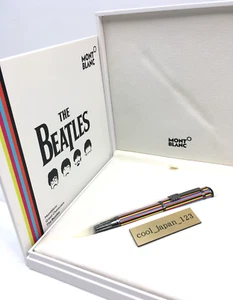 MONT
BLANC
THE
BEATLES
MONT
BLANC
cool_japan_123